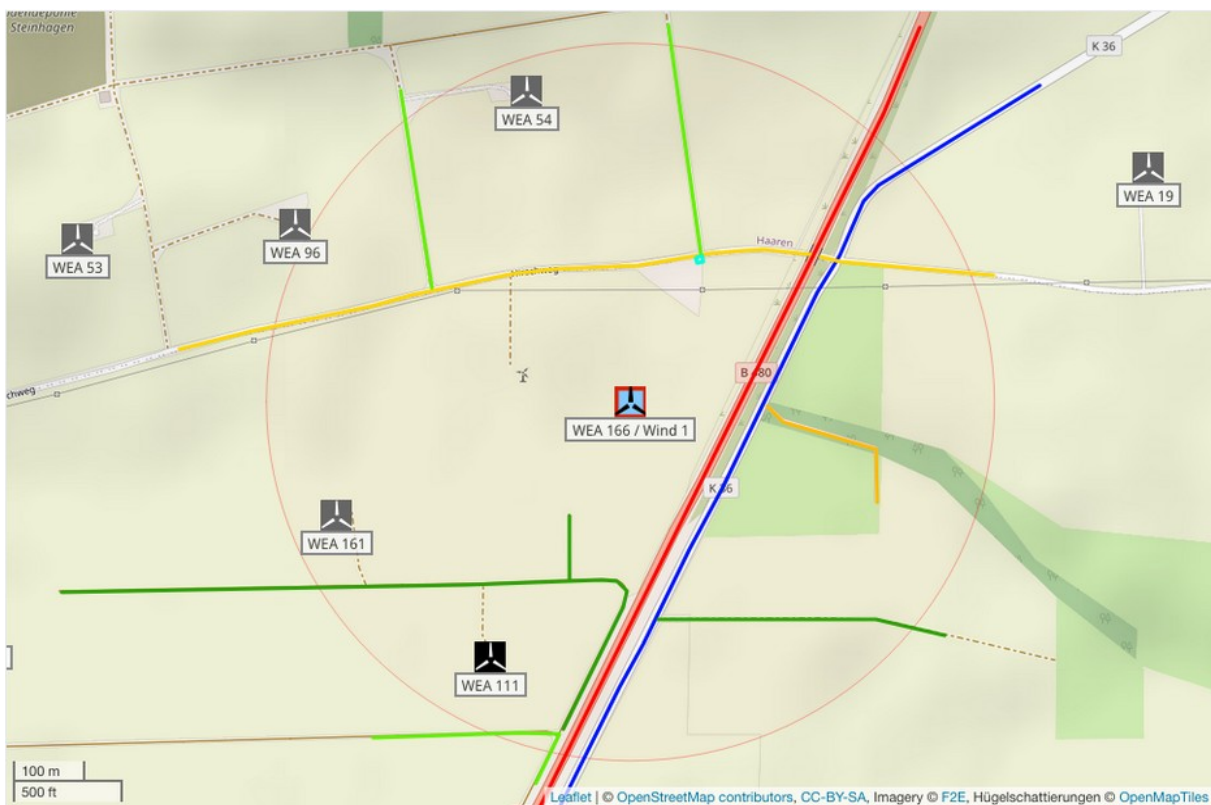 Steinhagen
K 36
WEA 54
WEA 19
WEA 53
WEA 96
Haaren
B 480
WEA 166 / Wind 1
K 36
WEA 161
WEA 111
100 m
500 ft
Leaflet | © OpenStreetMap contributors, CC-BY-SA, Imagery © F2E, Hügelschattierungen © OpenMapTiles